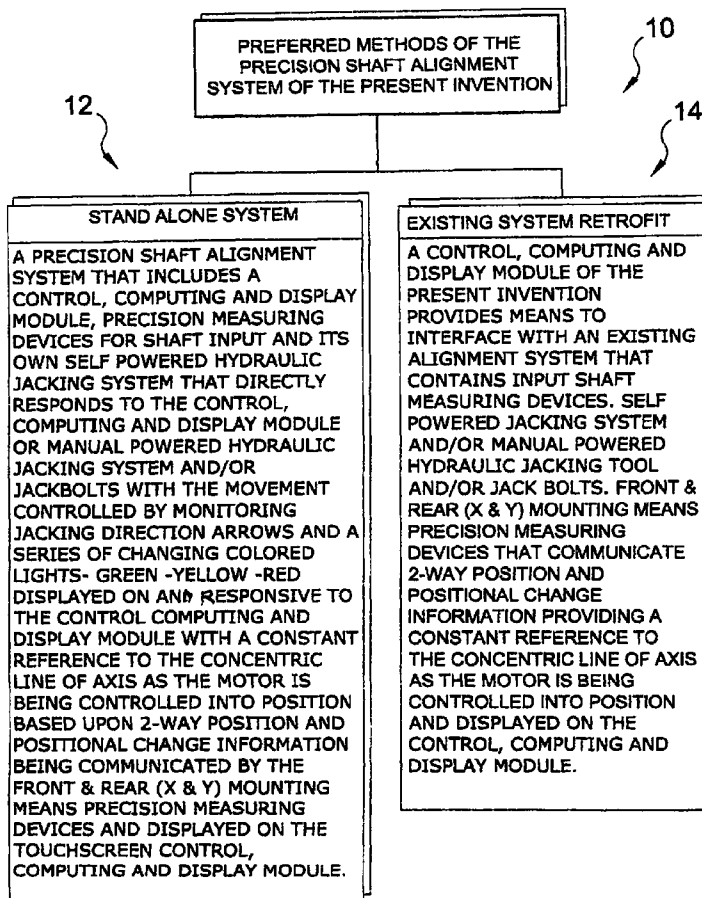 PREFERRED METHODS OF THE
PRECISION SHAFT ALIGNMENT
SYSTEM OF THE PRESENT INVENTION
10
12
14
STAND ALONE SYSTEM
A PRECISION SHAFT ALIGNMENT
SYSTEM THAT INCLUDES A
CONTROL, COMPUTING AND DISPLAY
MODULE, PRECISION MEASURING
DEVICES FOR SHAFT INPUT AND ITS
OWN SELF POWERED HYDRAULIC
JACKING SYSTEM THAT DIRECTLY
RESPONDS TO THE CONTROL,
COMPUTING AND DISPLAY MODULE
OR MANUAL POWERED HYDRAULIC
JACKING SYSTEM AND/OR
JACKBOLTS WITH THE MOVEMENT
CONTROLLED BY MONITORING
JACKING DIRECTION ARROWS AND A
SERIES OF CHANGING COLORED
LIGHTS- GREEN -YELLOW -RED
DISPLAYED ON AND RESPONSIVE TO
THE CONTROL COMPUTING AND
DISPLAY MODULE WITH A CONSTANT
REFERENCE TO THE CONCENTRIC
LINE OF AXIS AS THE MOTOR IS
BEING CONTROLLED INTO POSITION
BASED UPON 2-WAY POSITION AND
POSITIONAL CHANGE INFORMATION
BEING COMMUNICATED BY THE
FRONT & REAR (X & Y) MOUNTING
MEANS PRECISION MEASURING
DEVICES AND DISPLAYED ON THE
TOUCHSCREEN CONTROL,
COMPUTING AND DISPLAY MODULE.
EXISTING SYSTEM RETROFIT
A CONTROL, COMPUTING AND
DISPLAY MODULE OF THE
PRESENT INVENTION
PROVIDES MEANS TO
INTERFACE WITH AN EXISTING
ALIGNMENT SYSTEM THAT
CONTAINS INPUT SHAFT
MEASURING DEVICES. SELF
POWERED JACKING SYSTEM
AND/OR MANUAL POWERED
HYDRAULIC JACKING TOOL
AND/OR JACK BOLTS. FRONT &
REAR (X & Y) MOUNTING MEANS
PRECISION MEASURING
DEVICES THAT COMMUNICATE
2-WAY POSITION AND
POSITIONAL CHANGE
INFORMATION PROVIDING A
CONSTANT REFERENCE TO
THE CONCENTRIC LINE OF AXIS
AS THE MOTOR IS BEING
CONTROLLED INTO POSITION
AND DISPLAYED ON THE
CONTROL, COMPUTING AND
DISPLAY MODULE.